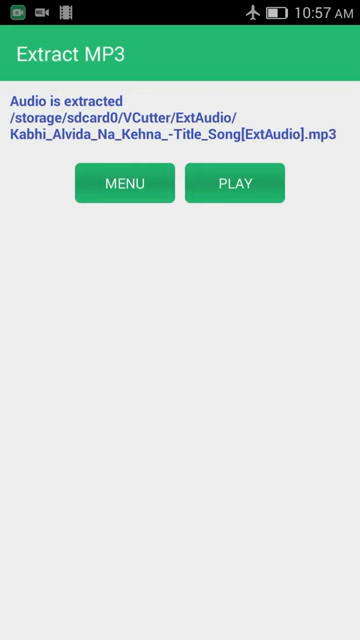 10:57 AM
Extract MP3
Audio is extracted
/storage/sdcard0/VCutter/ExtAudio/
Kabhi_Alvida_Na_Kehna_-Title_Song[ExtAudio].mp3
MENU PLAY